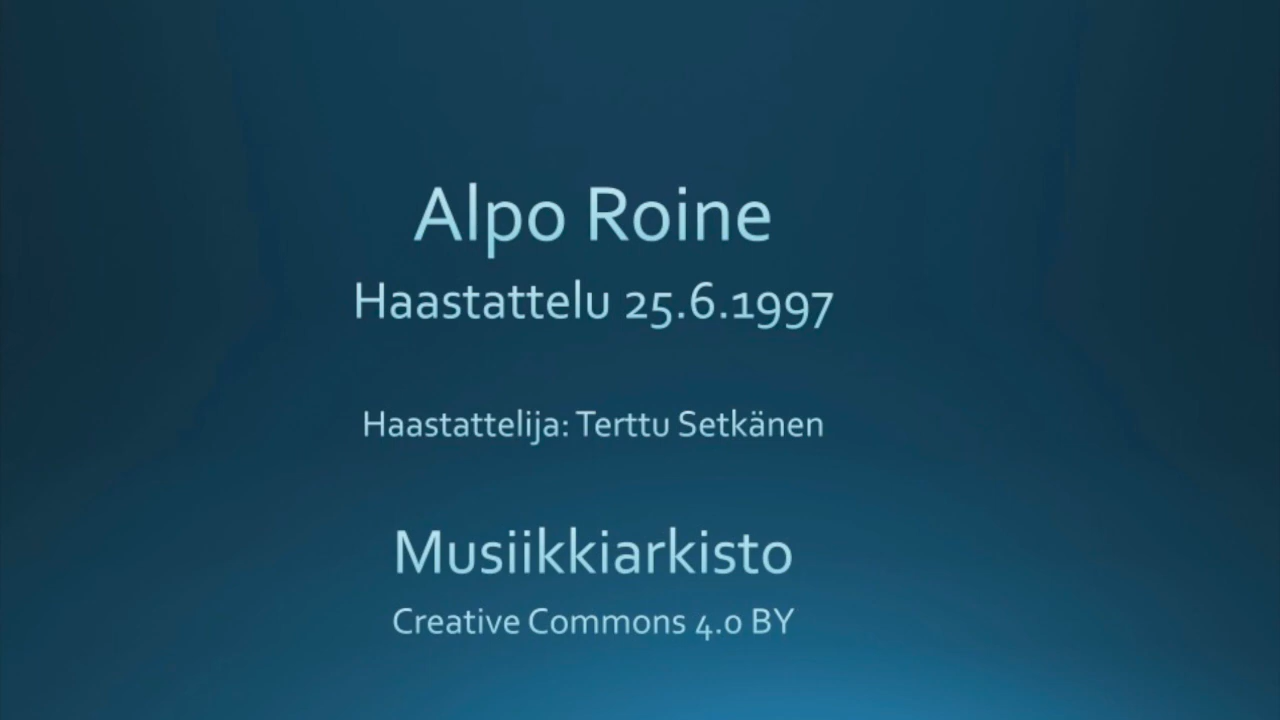 Alpo Roine
Haastattelu 25.6.1997
Haastattelija: Terttu Setkänen
Musiikkiarkisto
Creative Commons 4.0 BY